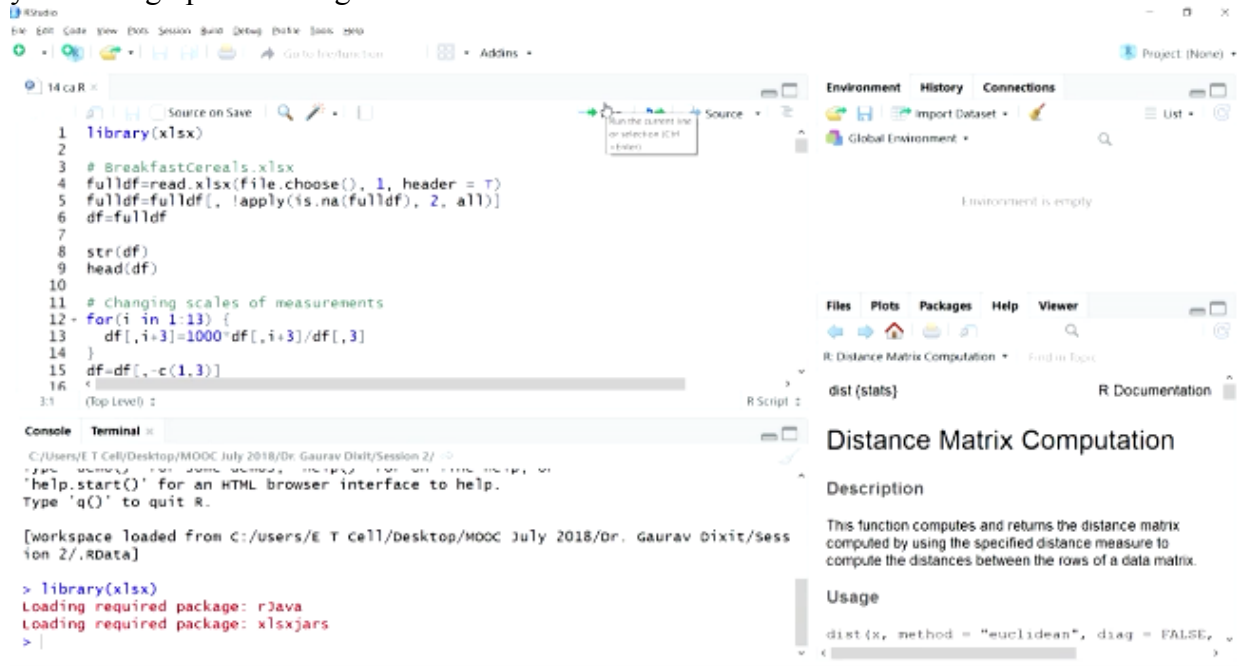 RStudio
File Edit Code View Plots Session Build Debug Profile Tools Help
Go to file/function Addins Project: (None)
14 ca R
Source on Save Source
Run the current line
or selection (Ctrl
+Enter)
1 library(xlsx)
2
3 # BreakfastCereals.xlsx
4 fulldf=read.xlsx(file.choose(), 1, header = T)
5 fulldf=fulldf[, !apply(is.na(fulldf), 2, all)]
6 df=fulldf
7
8 str(df)
9 head(df)
10
11 # Changing scales of measurements
12 for(i in 1:13) {
13 df[,i+3]=1000*df[,i+3]/df[,3]
14 }
15 df=df[,-c(1,3)]
16
3:1 (Top Level) R Script
Console Terminal
C:/Users/E T Cell/Desktop/MOOC July 2018/Dr. Gaurav Dixit/Session 2/
'help.start()' for an HTML browser interface to help.
Type 'q()' to quit R.
[Workspace loaded from C:/Users/E T Cell/Desktop/MOOC July 2018/Dr. Gaurav Dixit/Sess
ion 2/.RData]
> library(xlsx)
Loading required package: rJava
Loading required package: xlsxjars
>
Environment History Connections
Import Dataset List
Global Environment
Environment is empty
Files Plots Packages Help Viewer
R: Distance Matrix Computation Find in Topic
dist {stats} R Documentation
Distance Matrix Computation
Description
This function computes and returns the distance matrix
computed by using the specified distance measure to
compute the distances between the rows of a data matrix.
Usage
dist(x, method = "euclidean", diag = FALSE,